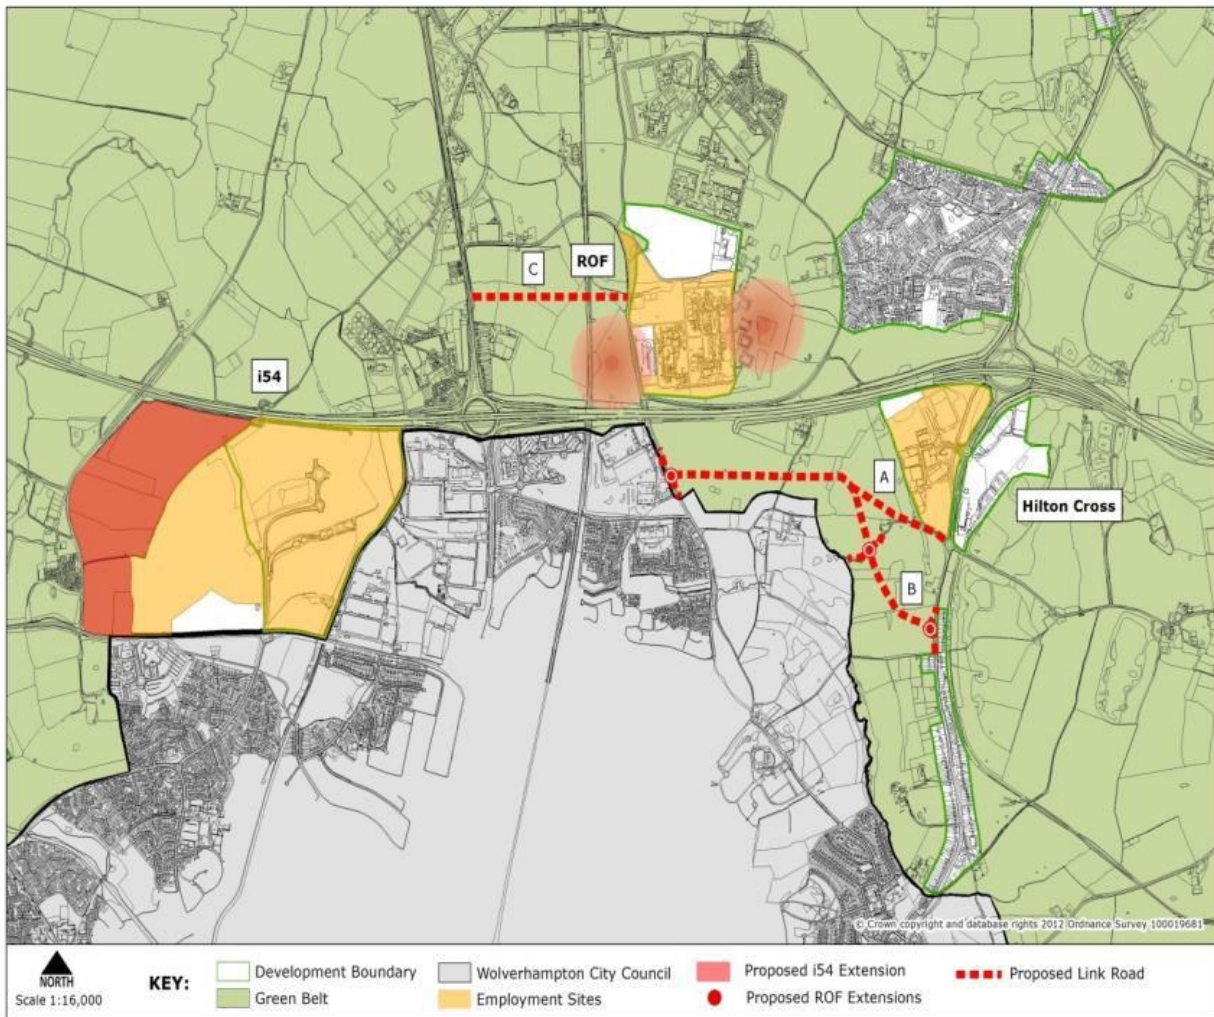 C
ROF
i54
A
Hilton Cross
B
© Crown copyright and database rights 2012 Ordnance Survey 100019681
NORTH
Scale 1:16,000
KEY:
Development Boundary
Wolverhampton City Council
Proposed i54 Extension
Proposed Link Road
Green Belt
Employment Sites
Proposed ROF Extensions